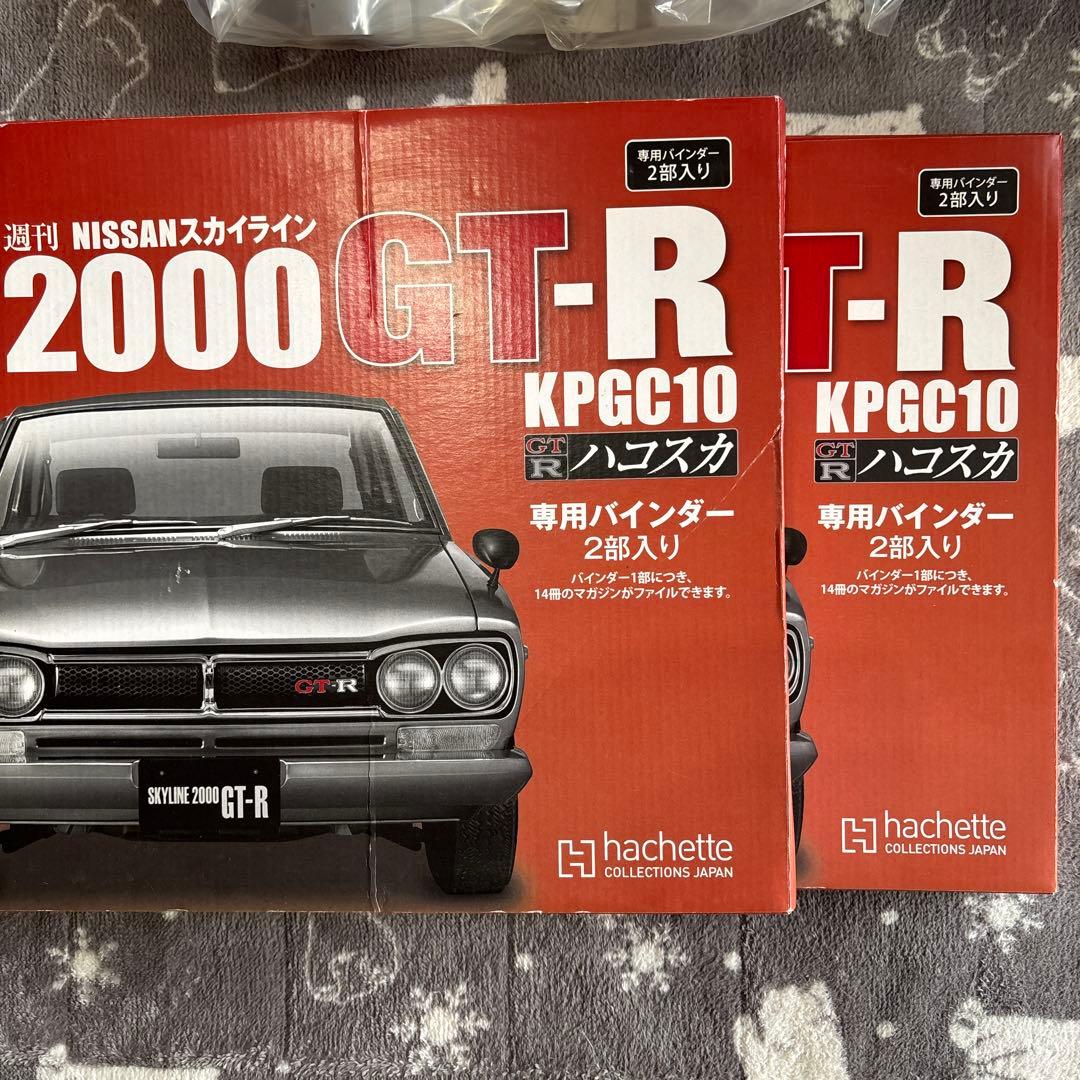 専用バインダー
2部入り
週刊 NISSANスカイライン
2000GT-R
KPGC10
GT
R
ハコスカ
専用バインダー
2部入り
バインダー1部につき、
14冊のマガジンがファイルできます。
GT-R
SKYLINE 2000 GT-R
hachette
COLLECTIONS JAPAN
専用バインダー
2部入り
T-R
KPGC10
GT
R
ハコスカ
専用バインダー
2部入り
バインダー1部につき、
14冊のマガジンがファイルできます。
hachette
COLLECTIONS JAPAN